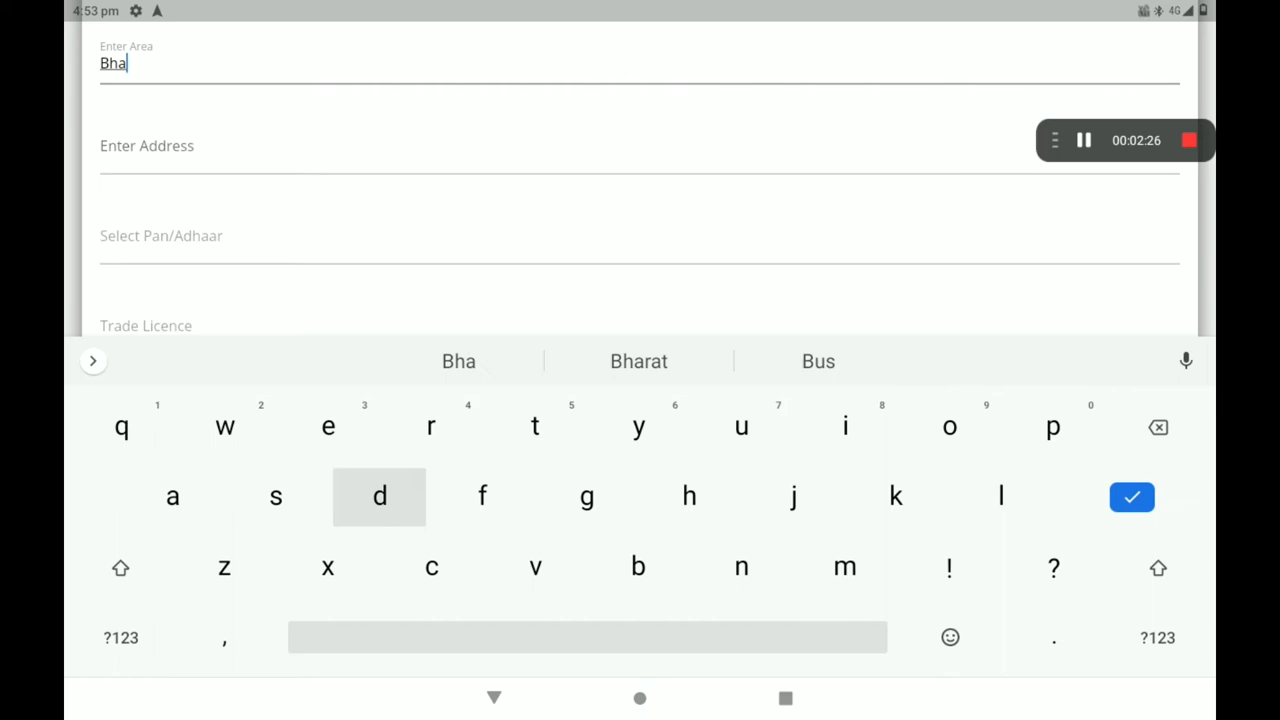 4:53 pm
4G
Enter Area
Bha
00:02:26
Enter Address
Select Pan/Adhaar
Trade Licence
Bha Bharat Bus
1 2 3 4 5 6 7 8 9 0
q w e r t y u i o p
a s d f g h j k l
z x c v b n m ! ?
?123 , . ?123